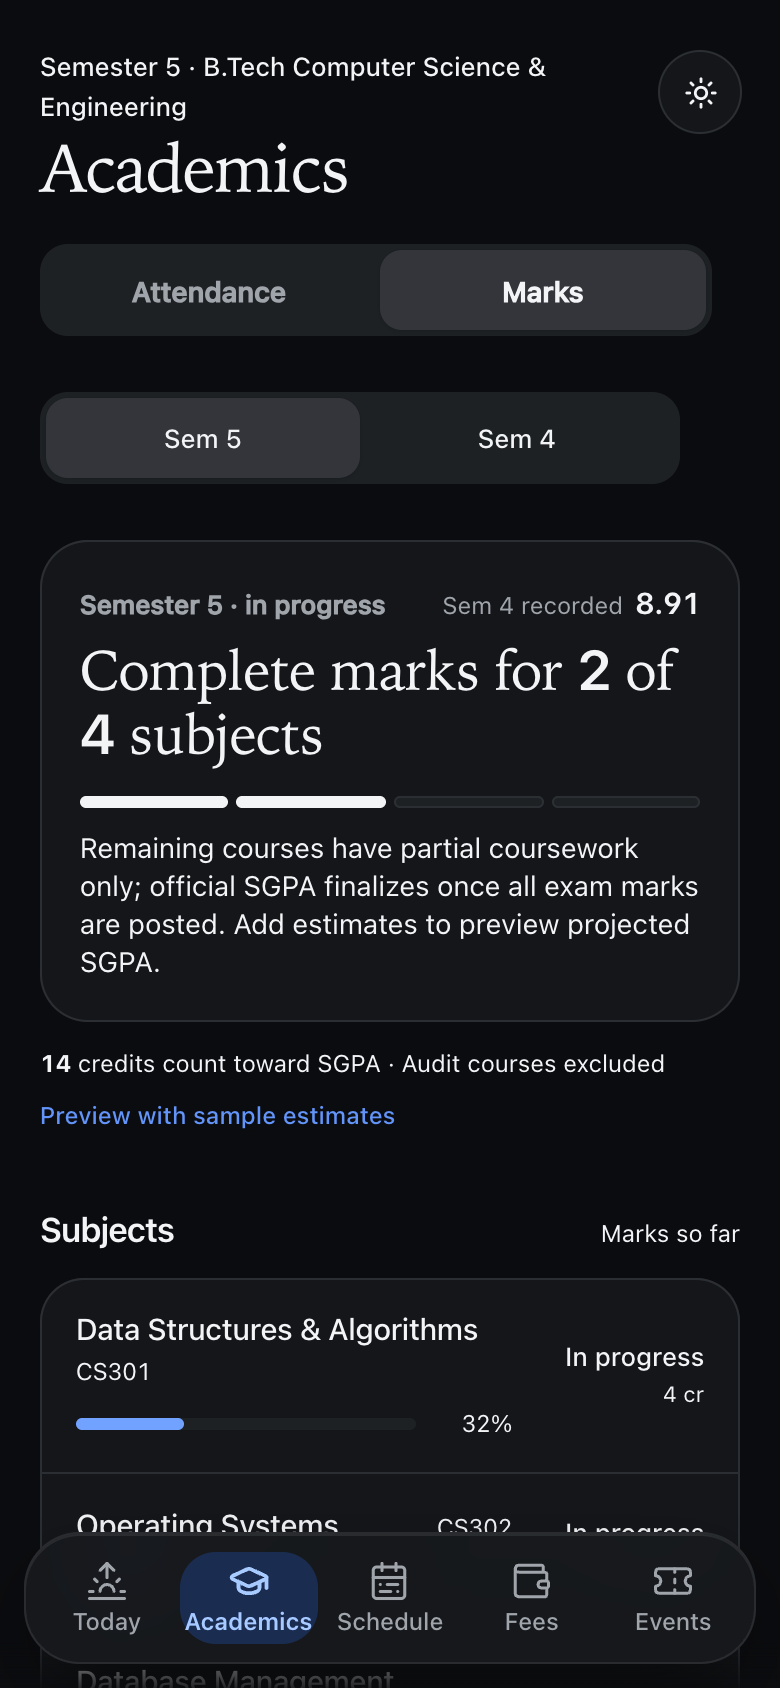 Semester 5 · B.Tech Computer Science &
Engineering
Academics
Attendance
Marks
Sem 5
Sem 4
Semester 5 · in progress
Sem 4 recorded 8.91
Complete marks for 2 of
4 subjects
Remaining courses have partial coursework
only; official SGPA finalizes once all exam marks
are posted. Add estimates to preview projected
SGPA.
14 credits count toward SGPA · Audit courses excluded
Preview with sample estimates
Subjects
Marks so far
Data Structures & Algorithms
CS301
In progress
4 cr
32%
Operating Systems
CS302
In progress
Today
Academics
Schedule
Fees
Events
Database Management